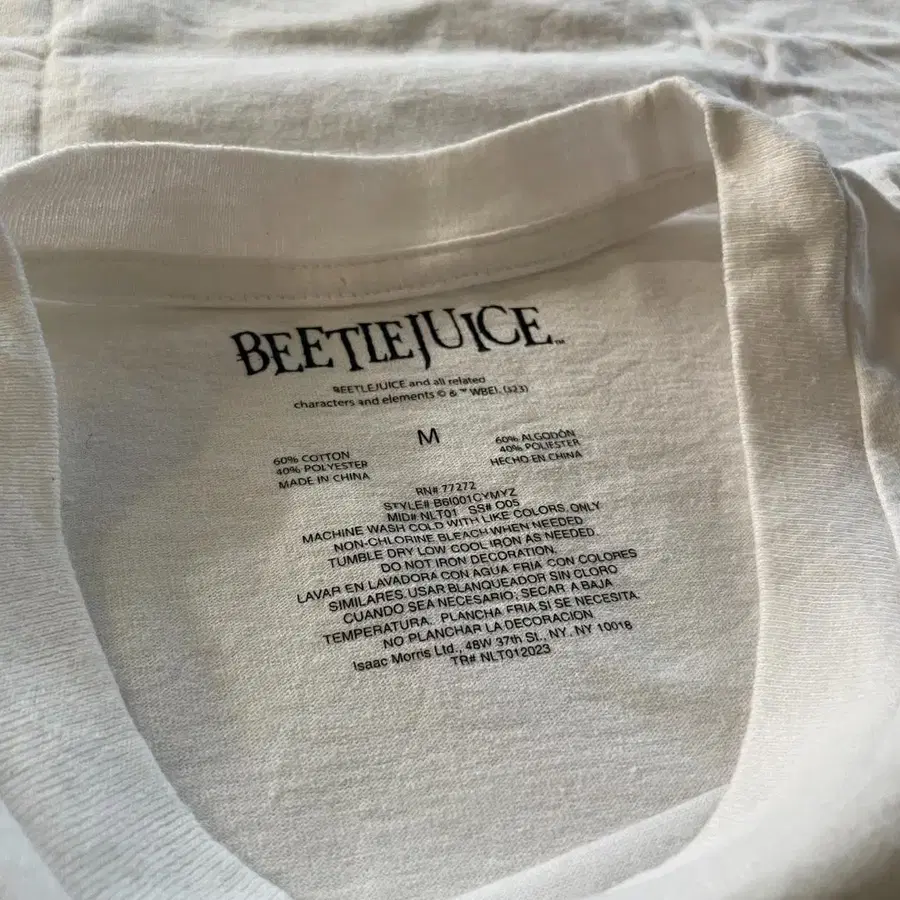 BEETLEJUICE™
BEETLEJUICE and all related
characters and elements © & ™ WBEI. (s23)
M
60% COTTON
40% POLYESTER
MADE IN CHINA
60% ALGODÓN
40% POLIESTER
HECHO EN CHINA
RN# 77272
STYLE# B6I001CYMYZ
MID# NLT01 SS# O05
MACHINE WASH COLD WITH LIKE COLORS, ONLY
NON-CHLORINE BLEACH WHEN NEEDED
TUMBLE DRY LOW COOL IRON AS NEEDED.
DO NOT IRON DECORATION.
LAVAR EN LAVADORA CON AGUA FRIA CON COLORES
SIMILARES. USAR BLANQUEADOR SIN CLORO
CUANDO SEA NECESARIO, SECAR A BAJA
TEMPERATURA. PLANCHA FRIA SI SE NECESITA.
NO PLANCHAR LA DECORACION
Isaac Morris Ltd., 48W 37th St., NY, NY 10018
TR# NLT012023